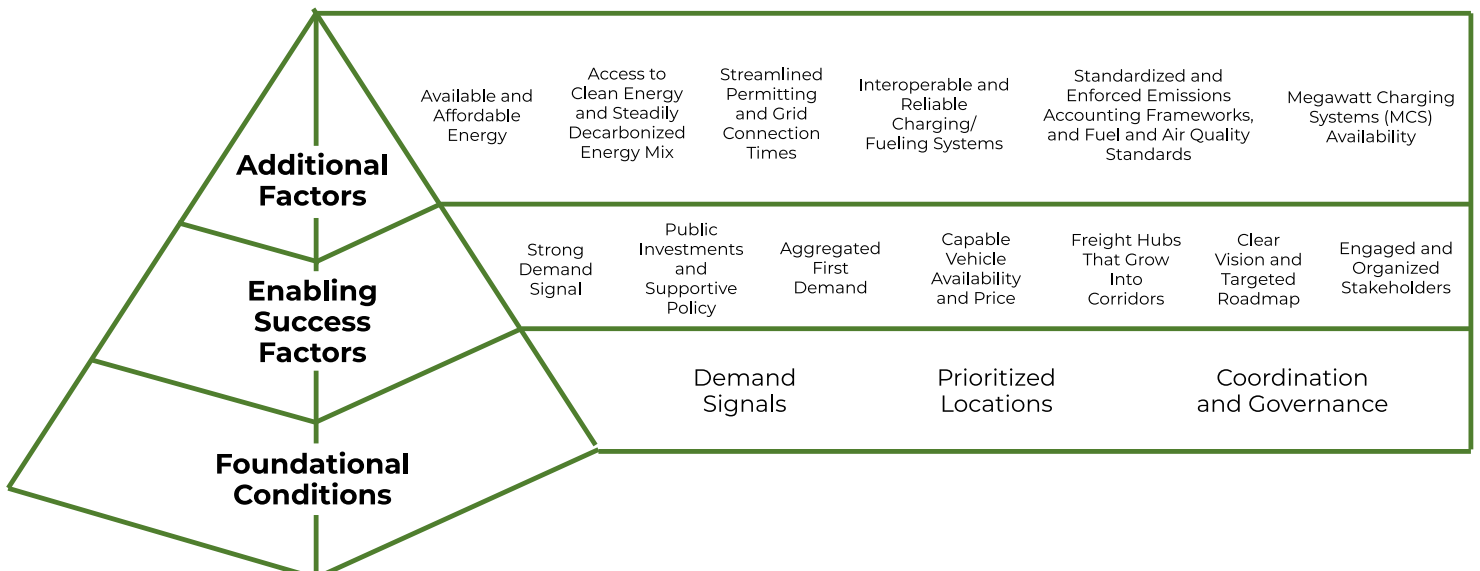 Additional
Factors
Available and
Affordable
Energy
Access to
Clean Energy
and Steadily
Decarbonized
Energy Mix
Streamlined
Permitting
and Grid
Connection
Times
Interoperable and
Reliable
Charging/
Fueling Systems
Standardized and
Enforced Emissions
Accounting Frameworks,
and Fuel and Air Quality
Standards
Megawatt Charging
Systems (MCS)
Availability
Enabling
Success
Factors
Strong
Demand
Signal
Public
Investments
and
Supportive
Policy
Aggregated
First
Demand
Capable
Vehicle
Availability
and Price
Freight Hubs
That Grow
Into
Corridors
Clear
Vision and
Targeted
Roadmap
Engaged and
Organized
Stakeholders
Foundational
Conditions
Demand
Signals
Prioritized
Locations
Coordination
and Governance